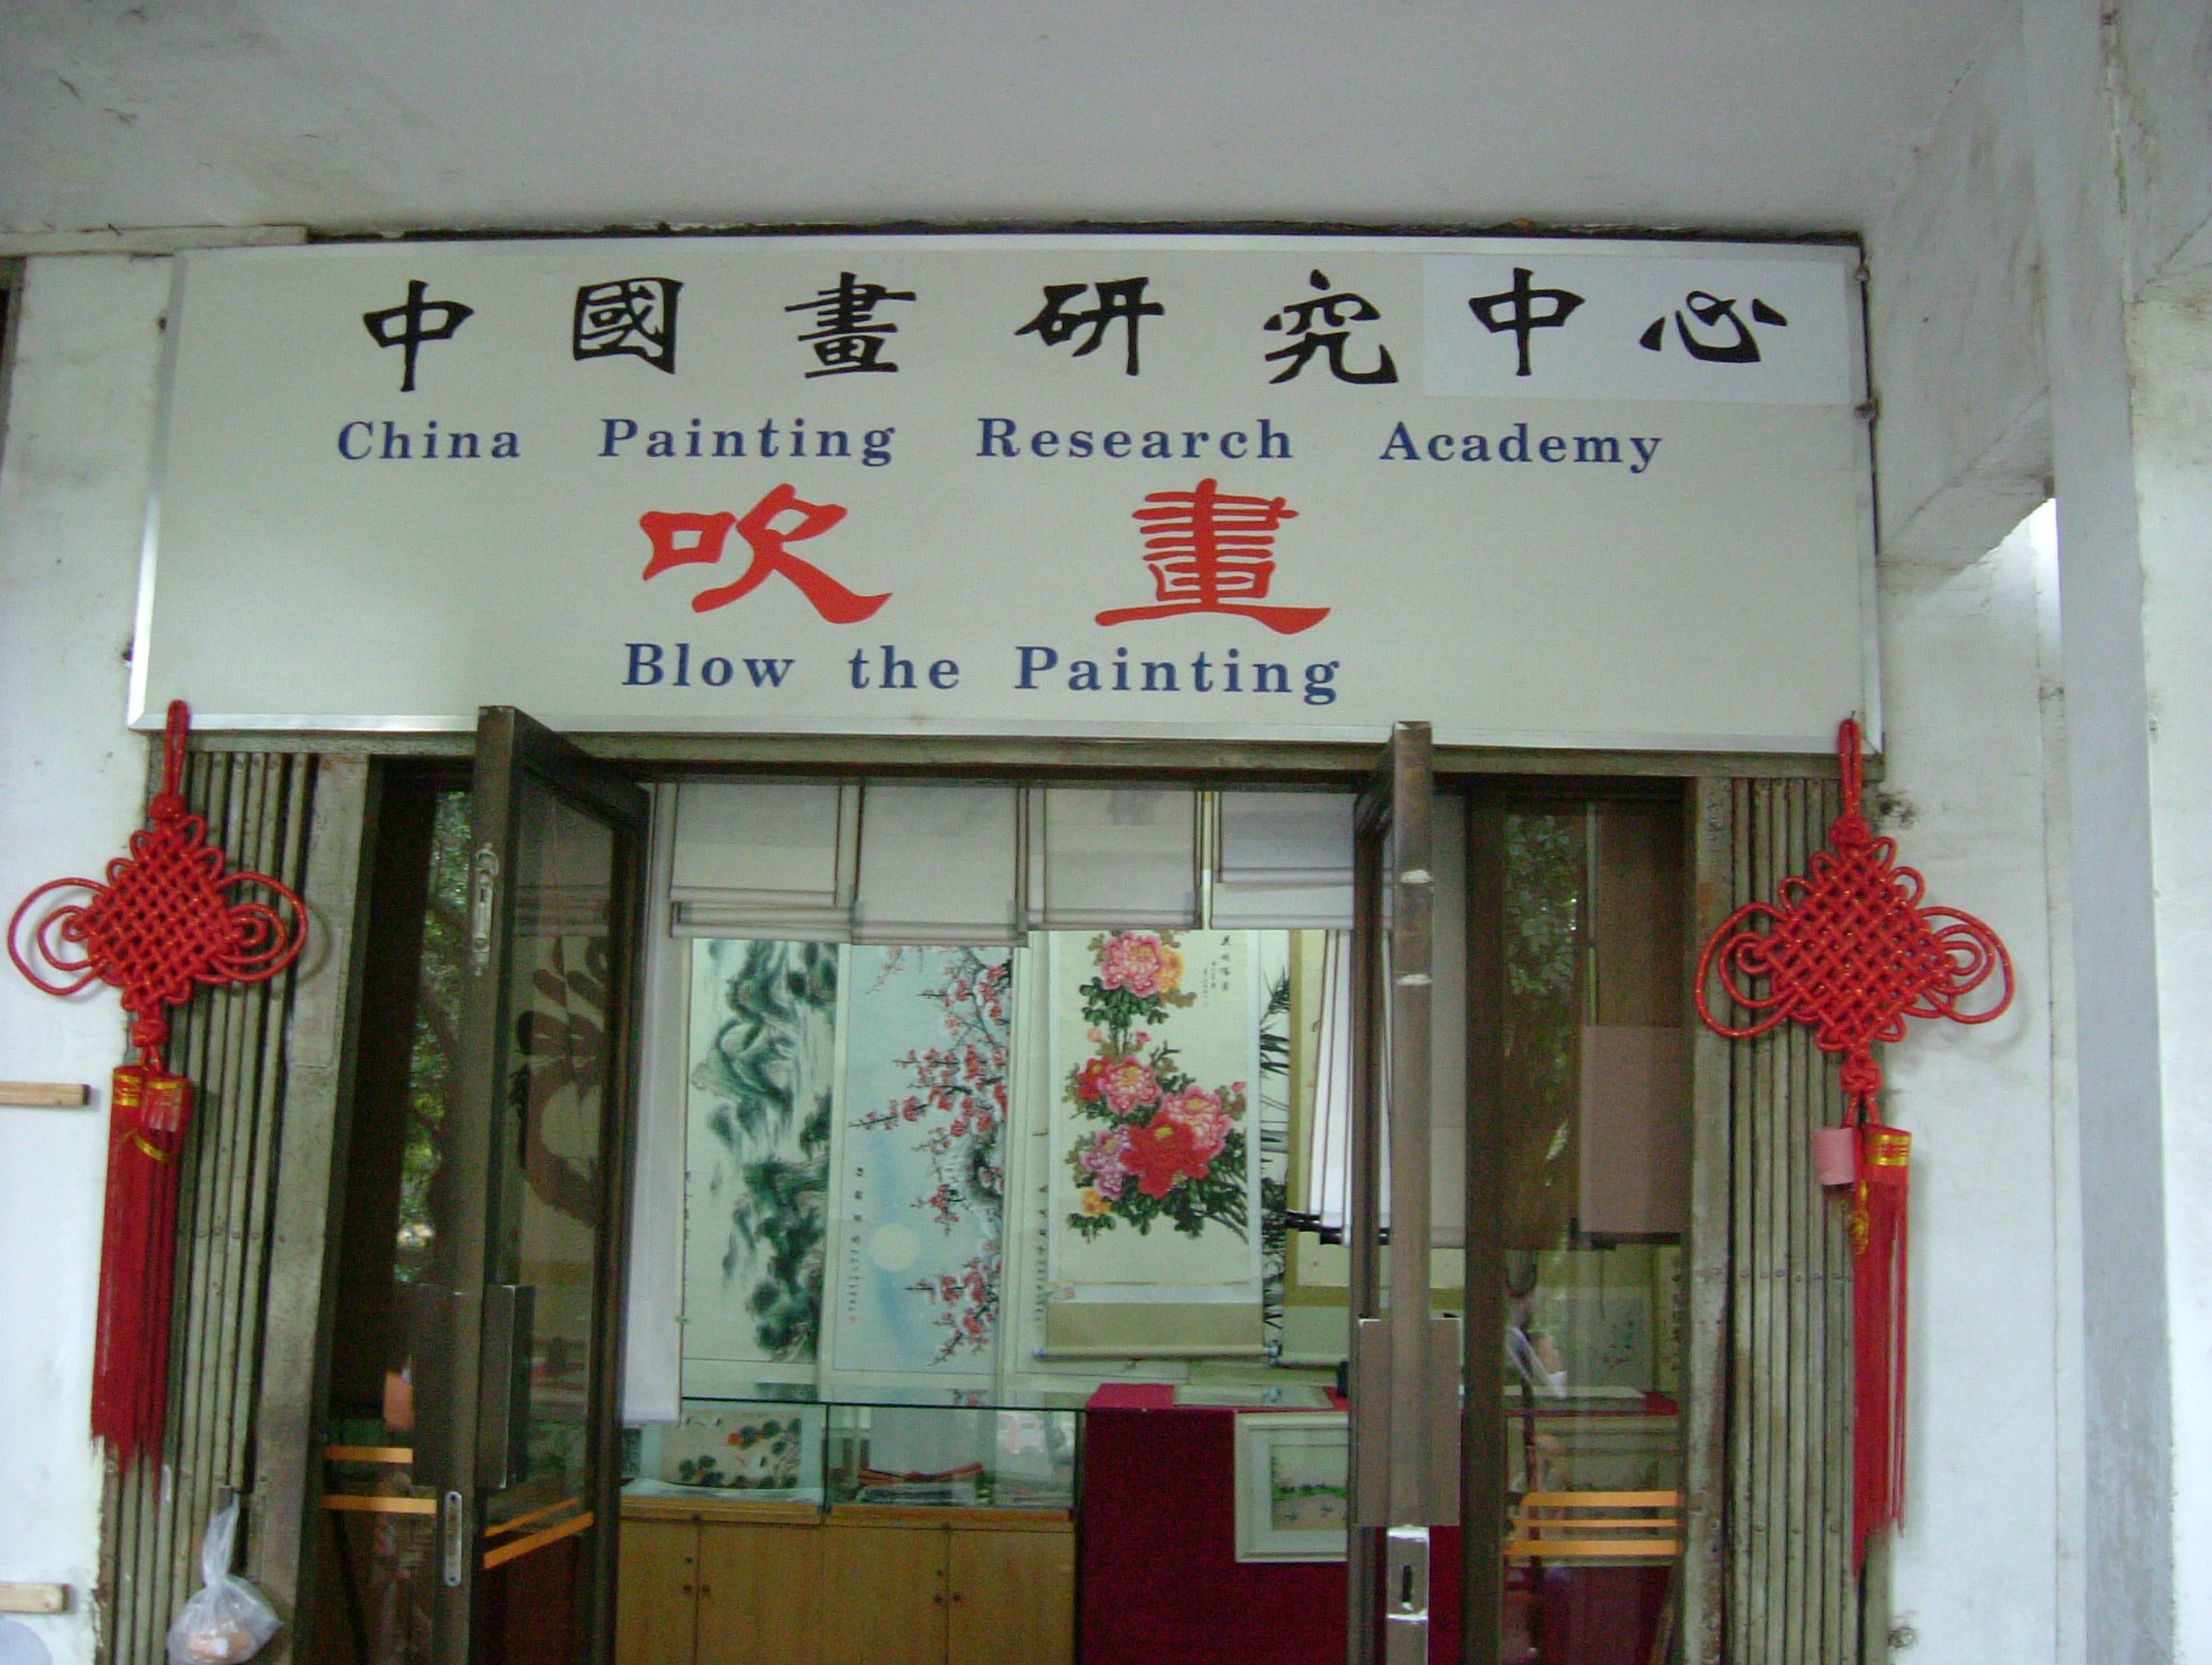 中國畫研究中心
China Painting Research Academy
吹畫
Blow the Painting